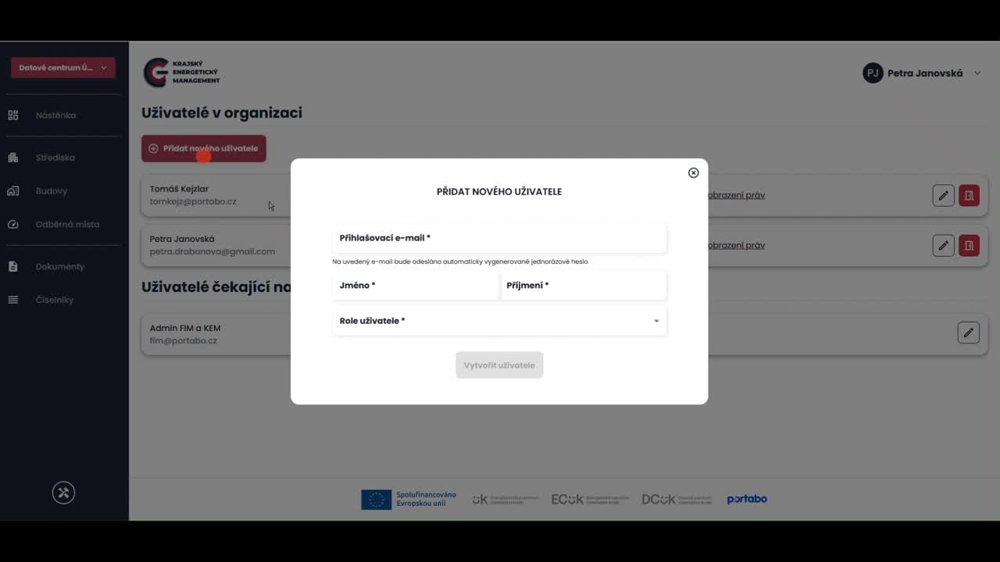 Datové centrum Ú...
KRAJSKÝ
ENERGETICKÝ
MANAGEMENT
PJ Petra Janovská
Nástěnka
Střediska
Budovy
Odběrná místa
Dokumenty
Číselníky
Uživatelé v organizaci
Přidat nového uživatele
Tomáš Kejzlar
tomkejz@portabo.cz
obrazení práv
Petra Janovská
petra.drabonova@gmail.com
obrazení práv
Uživatelé čekající na
Admin FIM a KEM
fim@portabo.cz
PŘIDAT NOVÉHO UŽIVATELE
Přihlašovací e-mail *
Na uvedený e-mail bude odesláno automaticky vygenerované jednorázové heslo
Jméno * Příjmení *
Role uživatele *
Vytvořit uživatele
Spolufinancováno
Evropskou unií
ECÚk
DCÚk
portabo